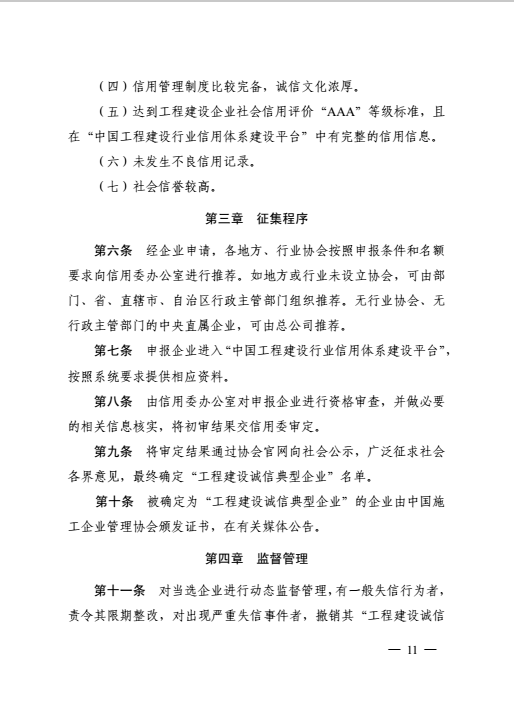 （四）信用管理制度比较完备，诚信文化浓厚。
（五）达到工程建设企业社会信用评价“AAA”等级标准，且
在“中国工程建设行业信用体系建设平台”中有完整的信用信息。
（六）未发生不良信用记录。
（七）社会信誉较高。
第三章 征集程序
第六条 经企业申请，各地方、行业协会按照申报条件和名额
要求向信用委办公室进行推荐。如地方或行业未设立协会，可由部
门、省、直辖市、自治区行政主管部门组织推荐。无行业协会、无
行政主管部门的中央直属企业，可由总公司推荐。
第七条 申报企业进入“中国工程建设行业信用体系建设平台”，
按照系统要求提供相应资料。
第八条 由信用委办公室对申报企业进行资格审查，并做必要
的相关信息核实，将初审结果交信用委审定。
第九条 将审定结果通过协会官网向社会公示，广泛征求社会
各界意见，最终确定“工程建设诚信典型企业”名单。
第十条 被确定为“工程建设诚信典型企业”的企业由中国施
工企业管理协会颁发证书，在有关媒体公告。
第四章 监督管理
第十一条 对当选企业进行动态监督管理，有一般失信行为者，
责令其限期整改，对出现严重失信事件者，撤销其“工程建设诚信
— 11 —